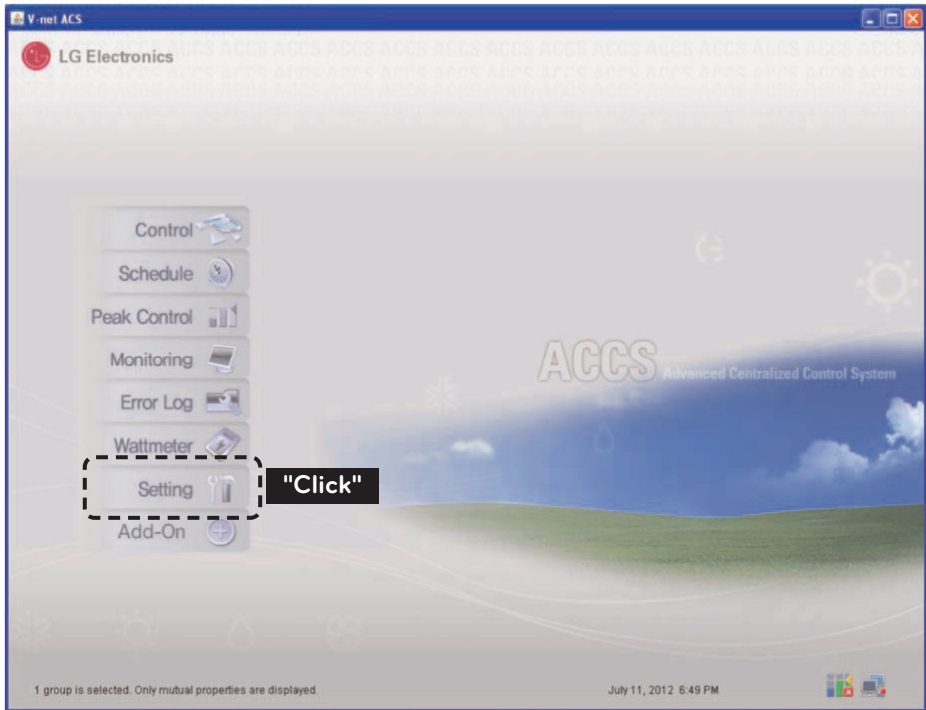 V-net ACS
LG Electronics
Control
Schedule
Peak Control
Monitoring
Error Log
Wattmeter
Setting
"Click"
Add-On
ACCS Advanced Centralized Control System
1 group is selected. Only mutual properties are displayed.
July 11, 2012 6:49 PM